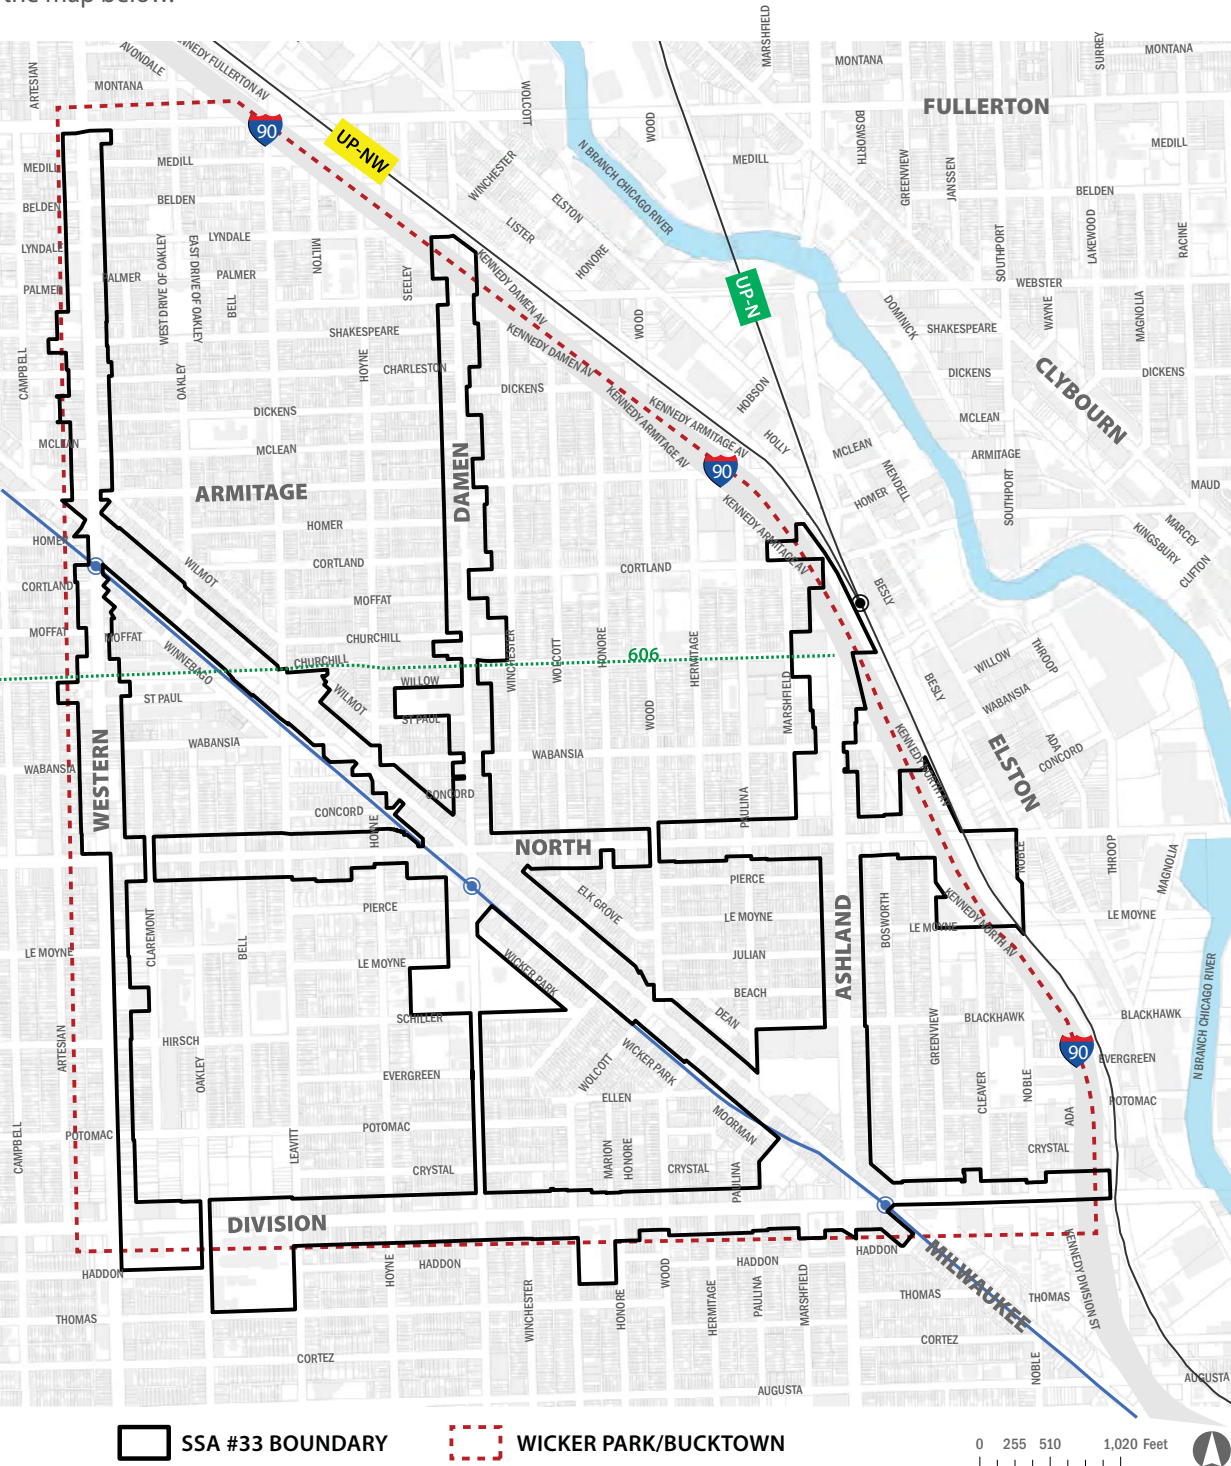 the map below.
MARSHFIELD
AVONDALE
KENNEDY FULLERTON AV
SURREY
MONTANA
ARTESIAN
MONTANA
MONTANA
WOLCOTT
FULLERTON
90
UP-NW
WOOD
BOSWORTH
MEDILL
MEDILL
MEDILL
MEDILL
N BRANCH CHICAGO RIVER
WINCHESTER
GREENVIEW
JANSSEN
BELDEN
BELDEN
BELDEN
ELSTON
LISTER
HONORE
LYNDALE
LYNDALE
WEST DRIVE OF OAKLEY
EAST DRIVE OF OAKLEY
MILTON
SOUTHPORT
LAKEWOOD
RACINE
PALMER
PALMER
PALMER
BELL
SEELEY
KENNEDY DAMEN AV
UP-N
WEBSTER
WAYNE
MAGNOLIA
WOOD
DOMINICK
SHAKESPEARE
SHAKESPEARE
KENNEDY DAMEN AV
CAMPBELL
OAKLEY
HOYNE
CHARLESTON
DICKENS
DICKENS
DICKENS
DICKENS
CLYBOURN
KENNEDY ARMITAGE AV
KENNEDY ARMITAGE AV
HOBSON
HOLLY
MCLEAN
MCLEAN
MCLEAN
MCLEAN
DAMEN
ARMITAGE
90
MENDELL
HOMER
ARMITAGE
SOUTHPORT
MAUD
ARMITAGE
KENNEDY ARMITAGE AV
MARCEY
KINGSBURY
CLIFTON
HOMER
HOMER
CORTLAND
CORTLAND
CORTLAND
WILMOT
BESLY
MOFFAT
MOFFAT
MOFFAT
CHURCHILL
CHURCHILL
WINNEBAGO
WINCHESTER
WOLCOTT
HONORE
606
HERMITAGE
WILLOW
THROOP
WILLOW
WABANSIA
BESLY
ST PAUL
WILMOT
ST PAUL
WOOD
MARSHFIELD
WABANSIA
WABANSIA
WABANSIA
WESTERN
KENNEDY NORTH AV
ELSTON
ADA
CONCORD
CONCORD
CONCORD
HOYNE
PAULINA
NORTH
NOBLE
THROOP
MAGNOLIA
PIERCE
PIERCE
ELK GROVE
CLAREMONT
BELL
LE MOYNE
LE MOYNE
LE MOYNE
LE MOYNE
LE MOYNE
ASHLAND
BOSWORTH
KENNEDY NORTH AV
JULIAN
WICKER PARK
BEACH
SCHILLER
DEAN
GREENVIEW
BLACKHAWK
BLACKHAWK
N BRANCH CHICAGO RIVER
ARTESIAN
HIRSCH
OAKLEY
EVERGREEN
WOLCOTT
WICKER PARK
90
EVERGREEN
ELLEN
CLEAVER
NOBLE
ADA
POTOMAC
CAMPBELL
POTOMAC
POTOMAC
LEAVITT
MOORMAN
MARION
HONORE
CRYSTAL
CRYSTAL
CRYSTAL
PAULINA
DIVISION
HADDON
HADDON
HADDON
HADDON
HOYNE
WINCHESTER
HONORE
WOOD
HERMITAGE
PAULINA
MARSHFIELD
MILWAUKEE
KENNEDY DIVISION ST
THOMAS
THOMAS
THOMAS
CORTEZ
CORTEZ
NOBLE
AUGUSTA
AUGUSTA
SSA #33 BOUNDARY
WICKER PARK/BUCKTOWN
0 255 510 1,020 Feet